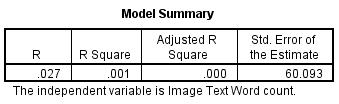 Model Summary
R R Square Adjusted R Square Std. Error of the Estimate
.027 .001 .000 60.093
The independent variable is Image Text Word count.